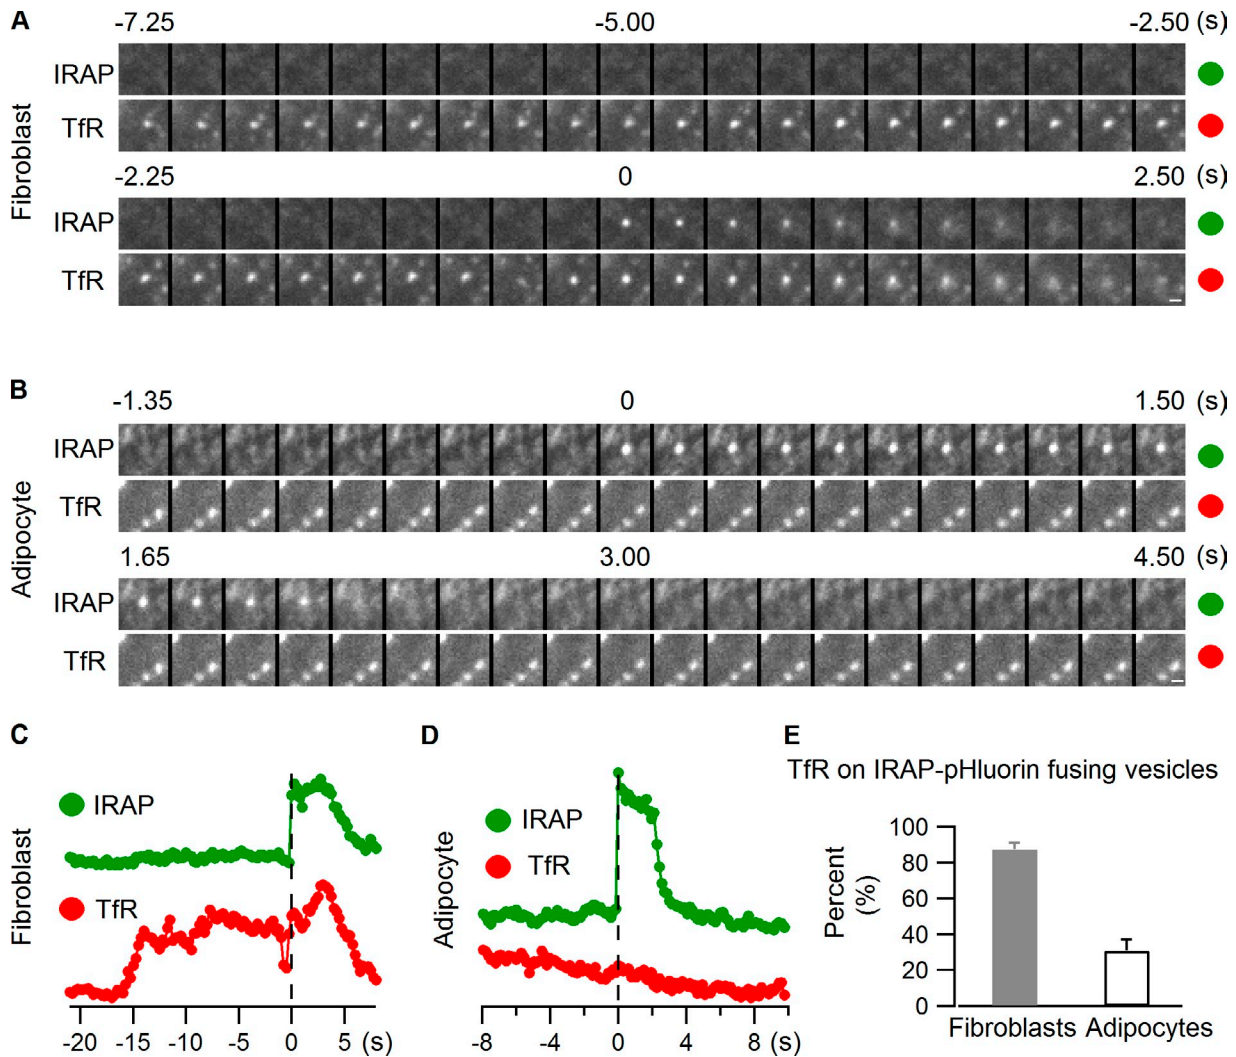 A
-7.25 -5.00 -2.50 (s)
IRAP
TfR
Fibroblast
-2.25 0 2.50 (s)
IRAP
TfR
B
-1.35 0 1.50 (s)
IRAP
TfR
Adipocyte
1.65 3.00 4.50 (s)
IRAP
TfR
C
IRAP
TfR
Fibroblast
-20 -15 -10 -5 0 5 (s)
D
IRAP
TfR
Adipocyte
-8 -4 0 4 8 (s)
E
TfR on IRAP-pHluorin fusing vesicles
Percent
(%)
100
80
60
40
20
0
Fibroblasts Adipocytes